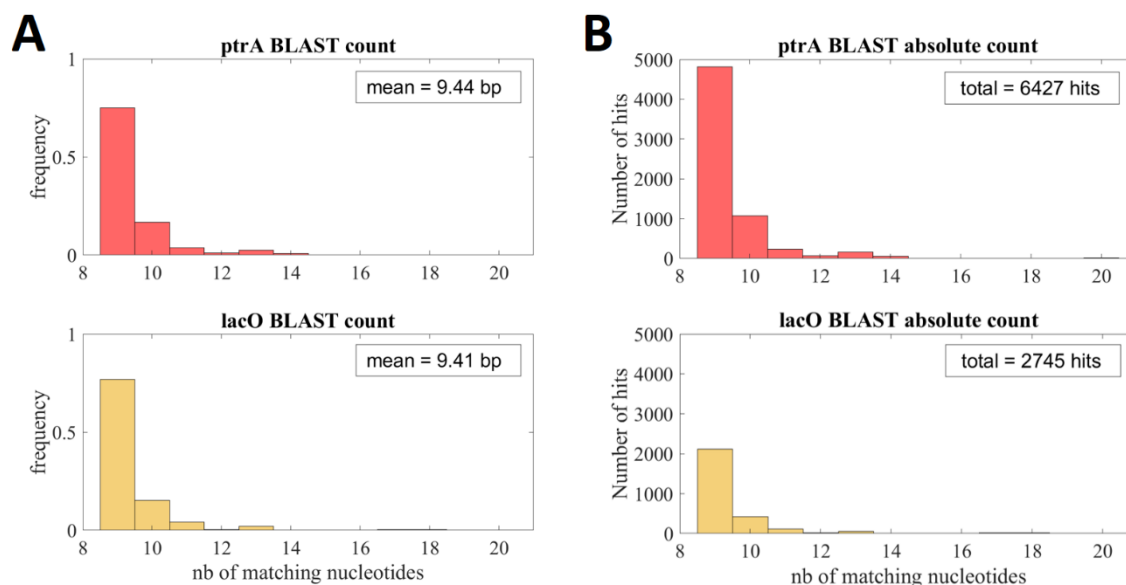 A
ptrA BLAST count
mean = 9.44 bp
frequency
1
0.5
0
8 10 12 14 16 18 20
lacO BLAST count
mean = 9.41 bp
frequency
1
0.5
0
8 10 12 14 16 18 20
nb of matching nucleotides
B
ptrA BLAST absolute count
total = 6427 hits
Number of hits
5000
4000
3000
2000
1000
0
8 10 12 14 16 18 20
lacO BLAST absolute count
total = 2745 hits
Number of hits
5000
4000
3000
2000
1000
0
8 10 12 14 16 18 20
nb of matching nucleotides